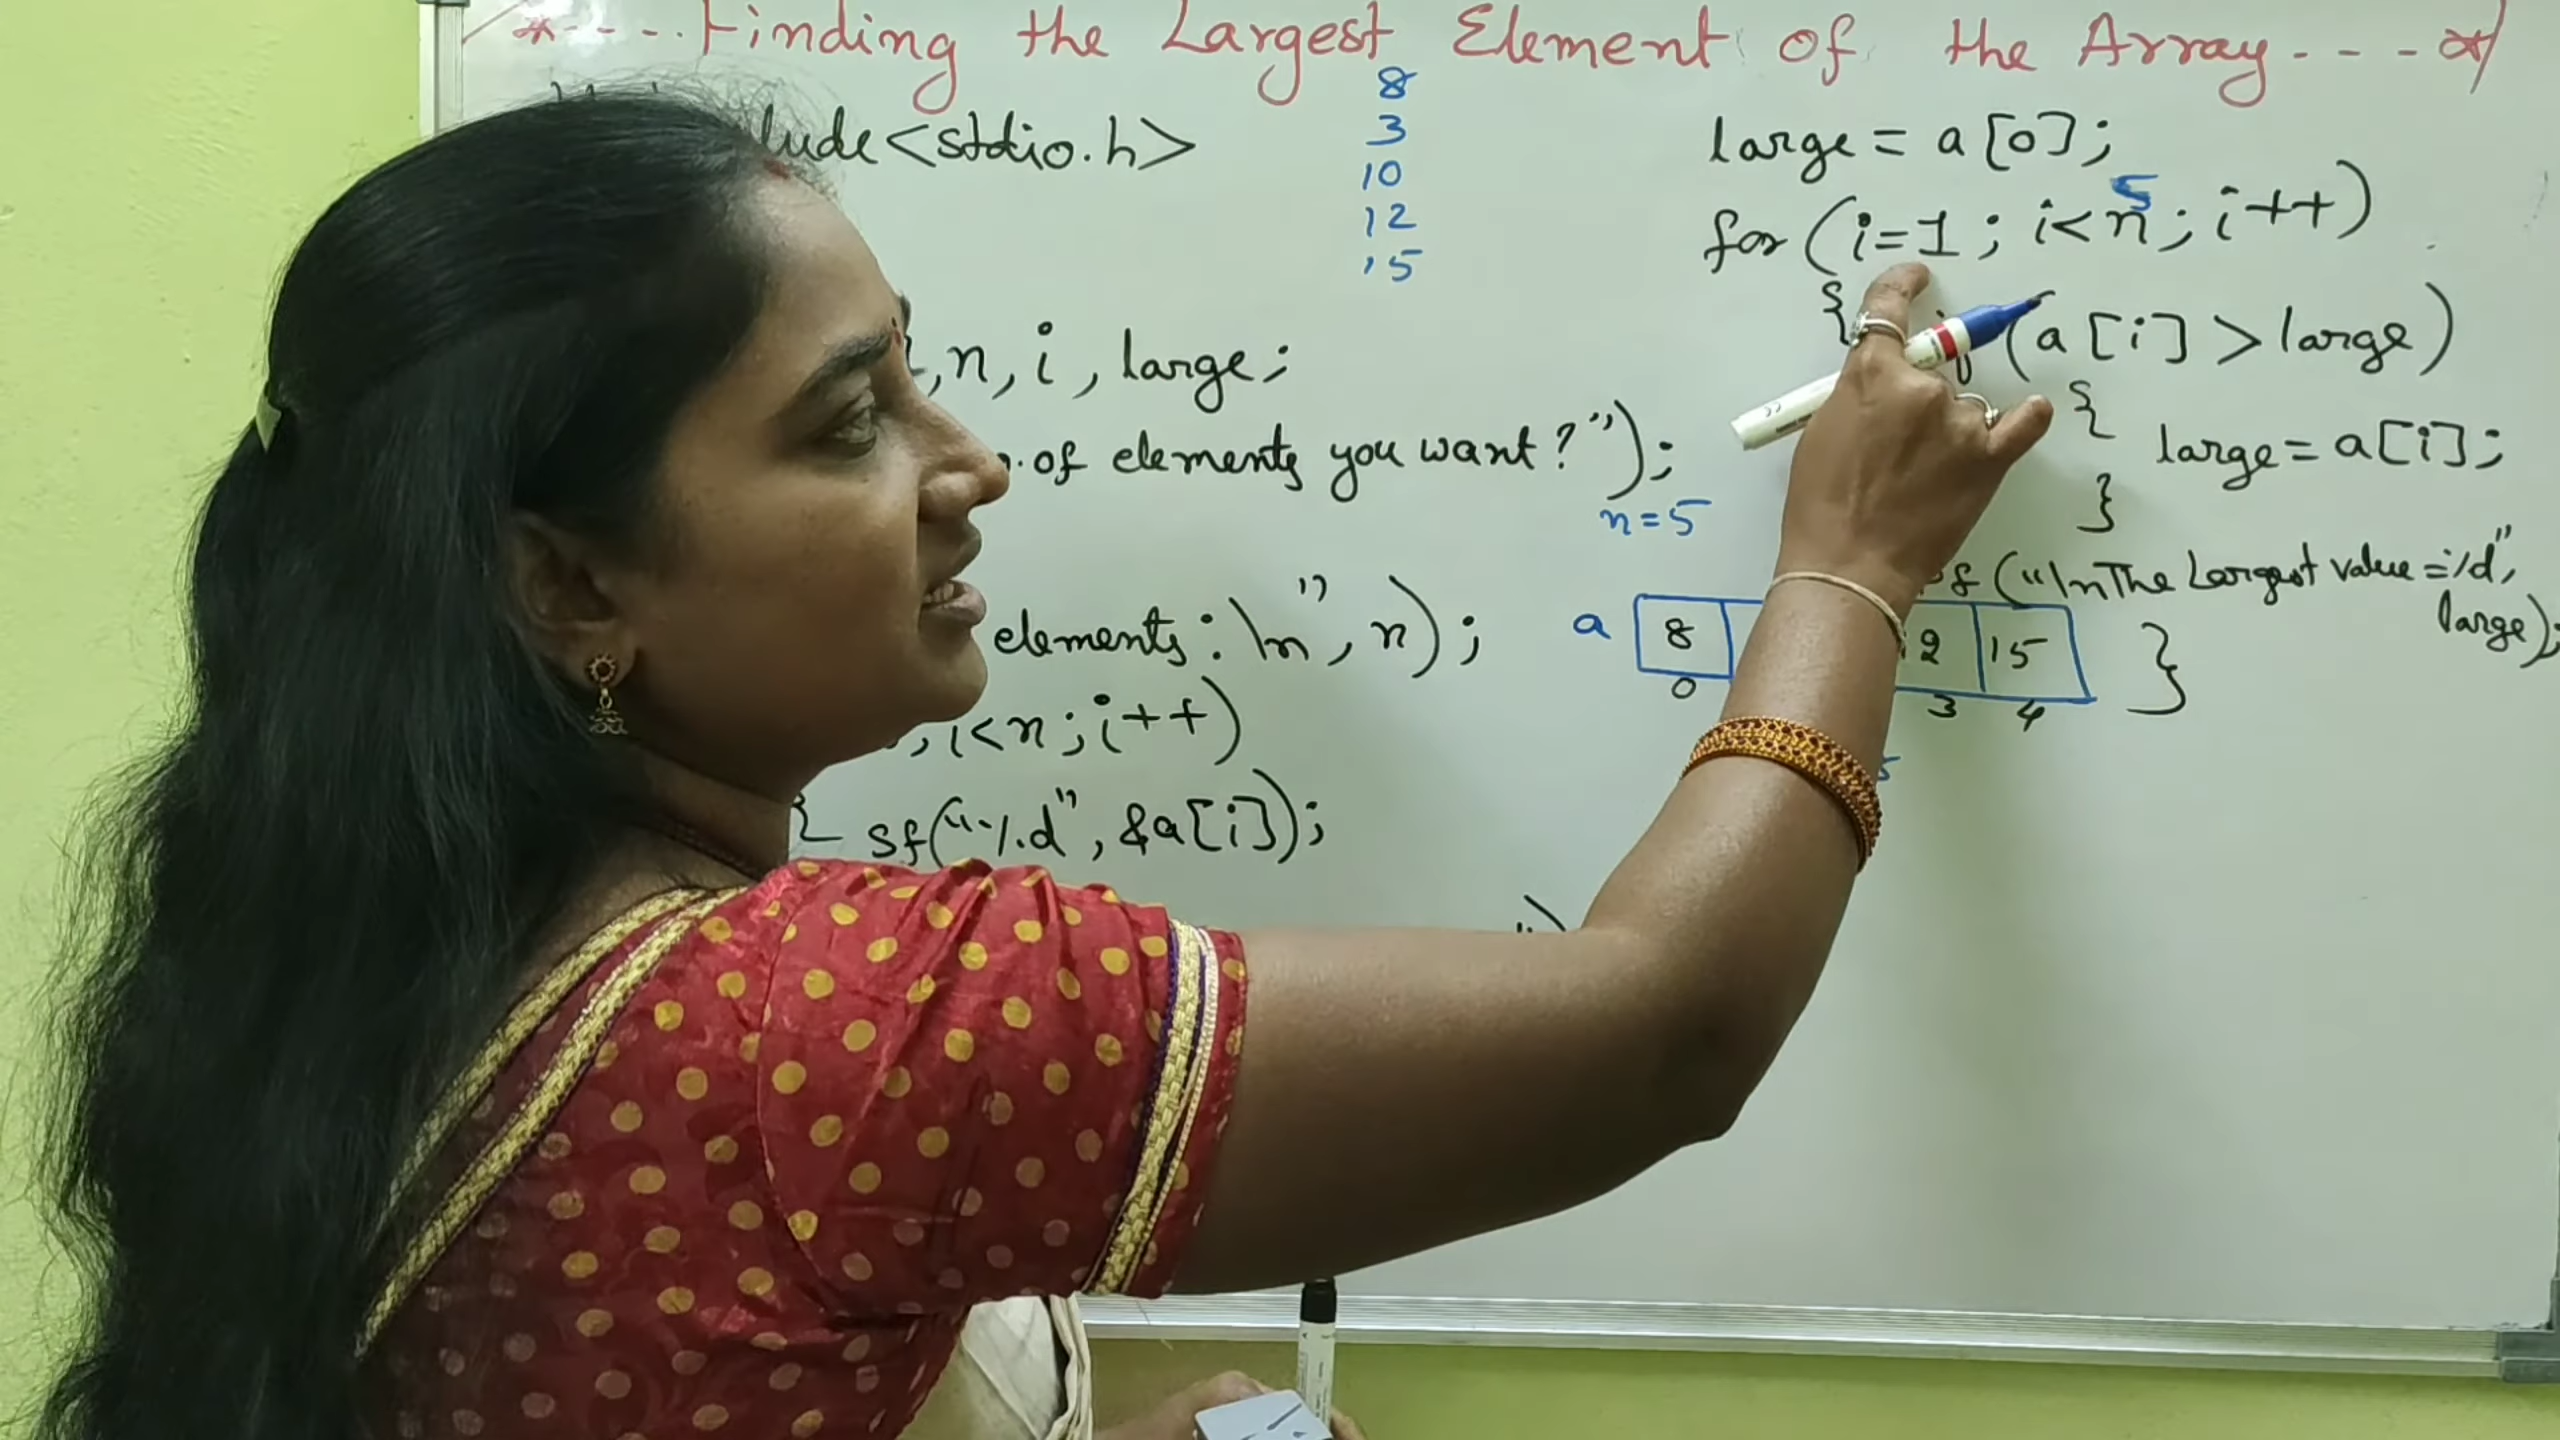 /*----Finding the Largest Element of the Array---*/
lude<stdio.h>
,n,i,large;
of elements you want?");
n=5
elements:\n",n);
,i<n;i++)
{ sf("%d",&a[i]);
")
8
3
10
12
15
large = a[0];
for(i=1; i<n; i++)
5
{ (a[i]>large)
{ large=a[i];
}
f("\nThe Largest value=%d",
large);
a 8 2 15
0 3 4
}